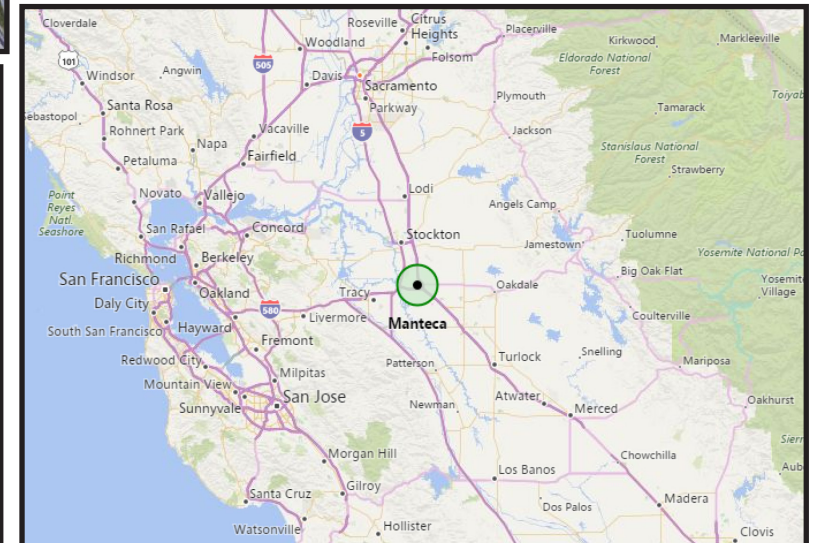 Cloverdale
Roseville
Citrus
Heights
Placerville
Kirkwood
Markleeville
Woodland
101
505
Folsom
Eldorado National
Forest
Windsor
Angwin
Davis
Sacramento
Toiyab
Santa Rosa
Parkway
Plymouth
Tamarack
ebastopol
Rohnert Park
Napa
Vacaville
5
Jackson
Stanislaus National
Forest
Petaluma
Fairfield
Strawberry
Point
Reyes
Natl.
Seashore
Novato
Vallejo
Lodi
Angels Camp
San Rafael
Concord
Stockton
Jamestown
Tuolumne
Richmond
Berkeley
Yosemite National Pa
San Francisco
Oakland
Tracy
Oakdale
Big Oak Flat
Yosemite
Village
Daly City
580
Livermore
Manteca
Coulterville
South San Francisco
Hayward
Fremont
Redwood City
Milpitas
Patterson
Turlock
Snelling
Mariposa
Mountain View
San Jose
Sunnyvale
Newman
Atwater
Merced
Oakhurst
Sierr
Morgan Hill
Chowchilla
Aub
Los Banos
Gilroy
Santa Cruz
Dos Palos
Madera
Watsonville
Hollister
Clovis